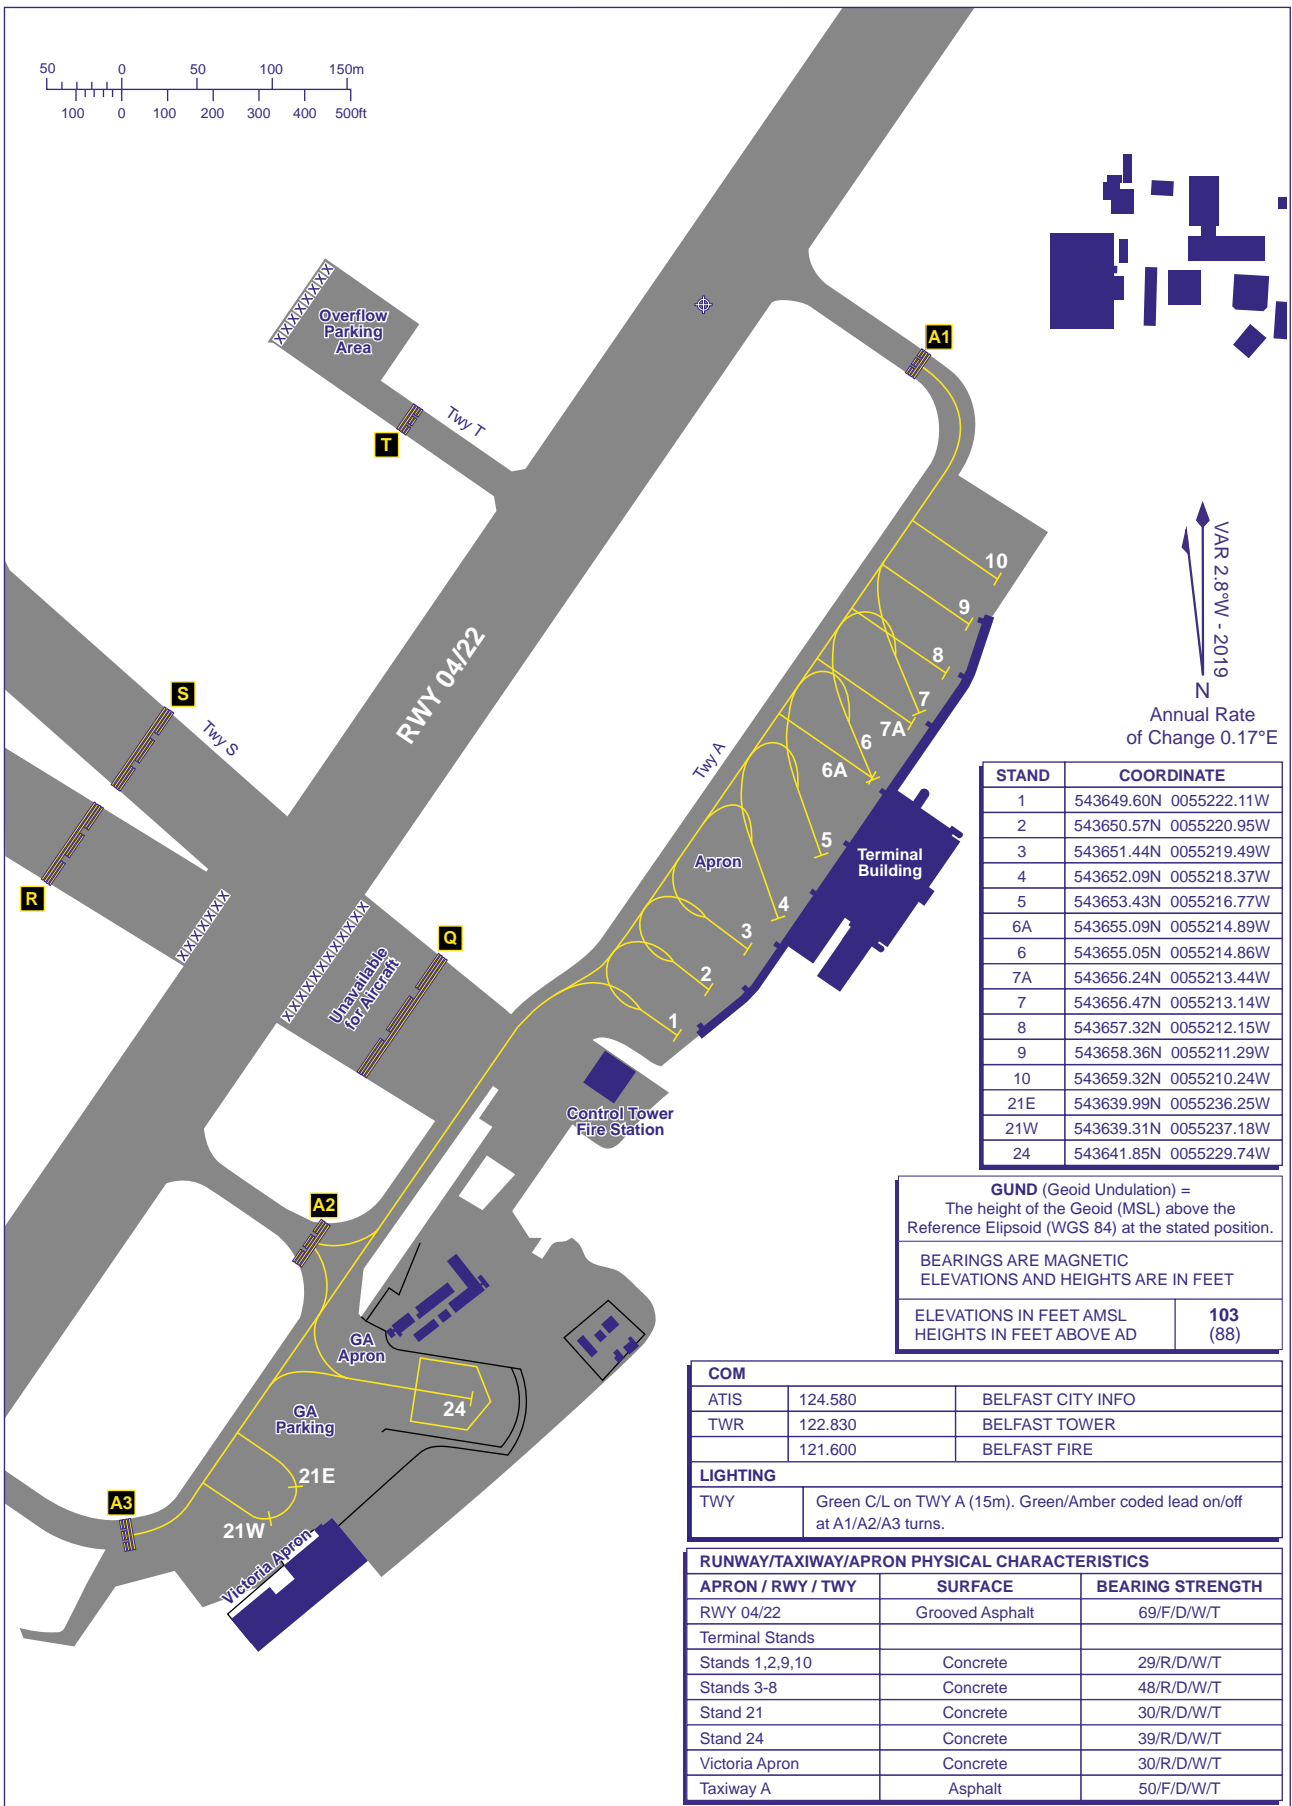 50 0 50 100 150m
100 0 100 200 300 400 500ft
A1
Overflow
Parking
Area
XXXXXXXX
Twy T
T
10
9
8
7
7A
6
6A
5
4
3
2
1
RWY 04/22
Twy A
Apron
Terminal
Building
S
Twy S
R
XXXXXXX
XXXXXXXXXXXX
Q
Unavailable
for Aircraft
Control Tower
Fire Station
A2
GA
Apron
24
GA
Parking
21E
21W
A3
Victoria Apron
VAR 2.8°W - 2019
N
Annual Rate
of Change 0.17°E
STAND COORDINATE
1 543649.60N 0055222.11W
2 543650.57N 0055220.95W
3 543651.44N 0055219.49W
4 543652.09N 0055218.37W
5 543653.43N 0055216.77W
6A 543655.09N 0055214.89W
6 543655.05N 0055214.86W
7A 543656.24N 0055213.44W
7 543656.47N 0055213.14W
8 543657.32N 0055212.15W
9 543658.36N 0055211.29W
10 543659.32N 0055210.24W
21E 543639.99N 0055236.25W
21W 543639.31N 0055237.18W
24 543641.85N 0055229.74W
GUND (Geoid Undulation) =
The height of the Geoid (MSL) above the
Reference Elipsoid (WGS 84) at the stated position.
BEARINGS ARE MAGNETIC
ELEVATIONS AND HEIGHTS ARE IN FEET
ELEVATIONS IN FEET AMSL 103
HEIGHTS IN FEET ABOVE AD (88)
COM
ATIS 124.580 BELFAST CITY INFO
TWR 122.830 BELFAST TOWER
121.600 BELFAST FIRE
LIGHTING
TWY Green C/L on TWY A (15m). Green/Amber coded lead on/off
at A1/A2/A3 turns.
RUNWAY/TAXIWAY/APRON PHYSICAL CHARACTERISTICS
APRON / RWY / TWY SURFACE BEARING STRENGTH
RWY 04/22 Grooved Asphalt 69/F/D/W/T
Terminal Stands
Stands 1,2,9,10 Concrete 29/R/D/W/T
Stands 3-8 Concrete 48/R/D/W/T
Stand 21 Concrete 30/R/D/W/T
Stand 24 Concrete 39/R/D/W/T
Victoria Apron Concrete 30/R/D/W/T
Taxiway A Asphalt 50/F/D/W/T